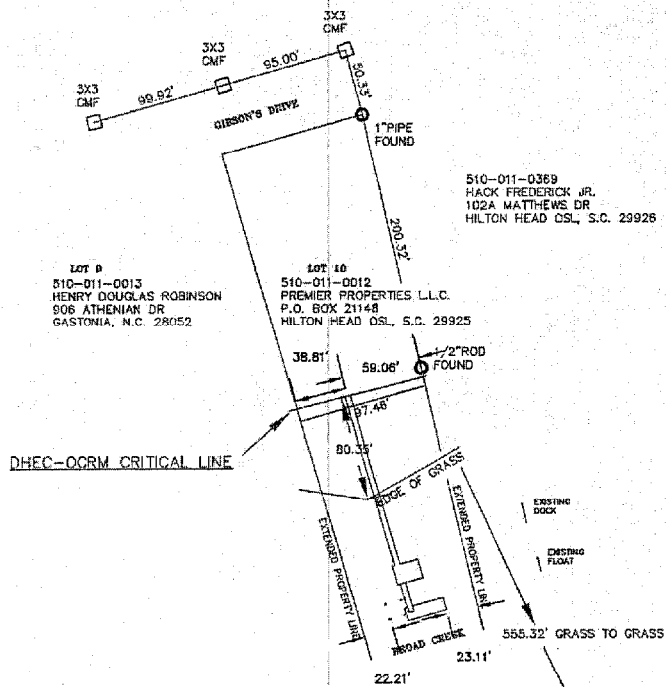 3X3
CMF
3X3
CMF
3X3
CMF
99.92'
95.00'
50.33'
GIBSON'S DRIVE
1"PIPE
FOUND
510-011-0369
HACK FREDERICK JR.
102A MATTHEWS DR
HILTON HEAD OSL, S.C. 29926
200.32'
LOT 9
510-011-0013
HENRY DOUGLAS ROBINSON
906 ATHENIAN DR
GASTONIA, N.C. 28052
LOT 10
510-011-0012
PREMIER PROPERTIES L.L.C.
P.O. BOX 21148
HILTON HEAD OSL, S.C. 29925
38.81'
59.06'
1/2"ROD
FOUND
97.46'
80.35'
DHEC-OCRM CRITICAL LINE
EDGE OF GRASS
EXTENDED PROPERTY LINE
EXTENDED PROPERTY LINE
EXISTING
DOCK
EXISTING
FLOAT
BROAD CREEK
555.32' GRASS TO GRASS
23.11'
22.21'